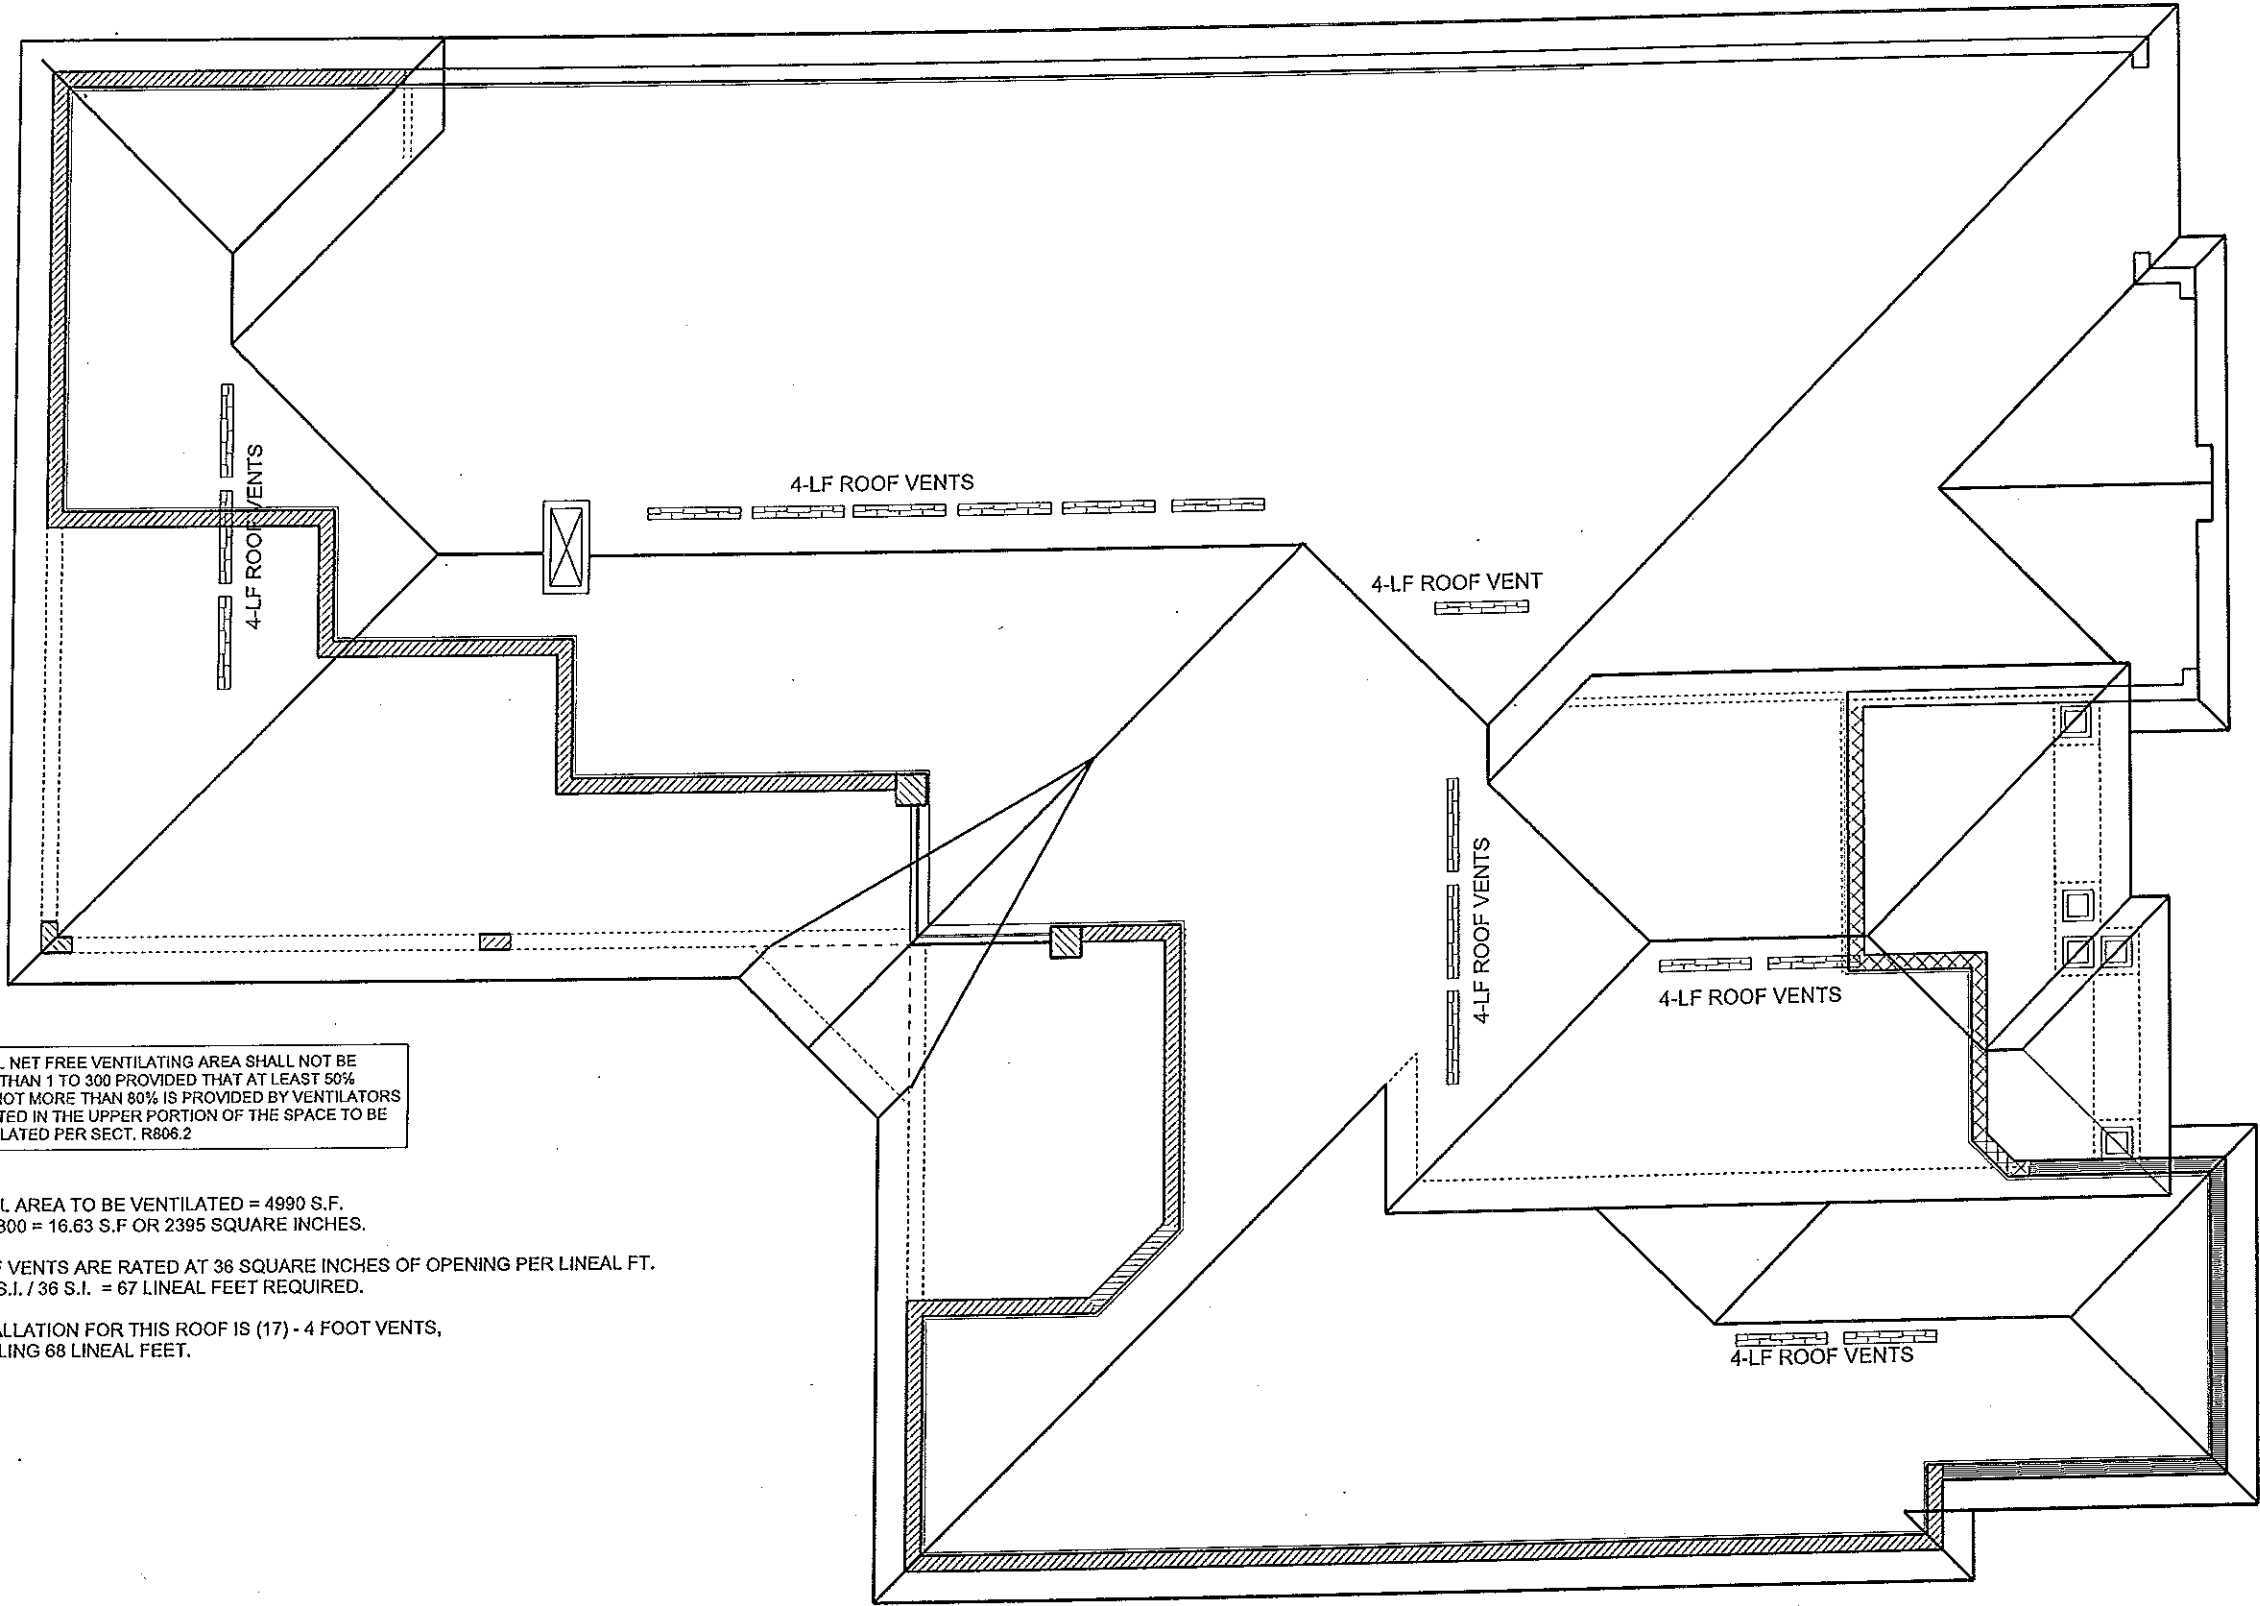 4-LF ROOF VENTS
4-LF ROOF VENTS
4-LF ROOF VENT
4-LF ROOF VENTS
4-LF ROOF VENTS
4-LF ROOF VENTS
NET FREE VENTILATING AREA SHALL NOT BE
THAN 1 TO 300 PROVIDED THAT AT LEAST 50%
NOT MORE THAN 80% IS PROVIDED BY VENTILATORS
TED IN THE UPPER PORTION OF THE SPACE TO BE
LATED PER SECT. R806.2
L AREA TO BE VENTILATED = 4990 S.F.
300 = 16.63 S.F OR 2395 SQUARE INCHES.
F VENTS ARE RATED AT 36 SQUARE INCHES OF OPENING PER LINEAL FT.
S.I. / 36 S.I. = 67 LINEAL FEET REQUIRED.
ALLATION FOR THIS ROOF IS (17) - 4 FOOT VENTS,
LING 68 LINEAL FEET.